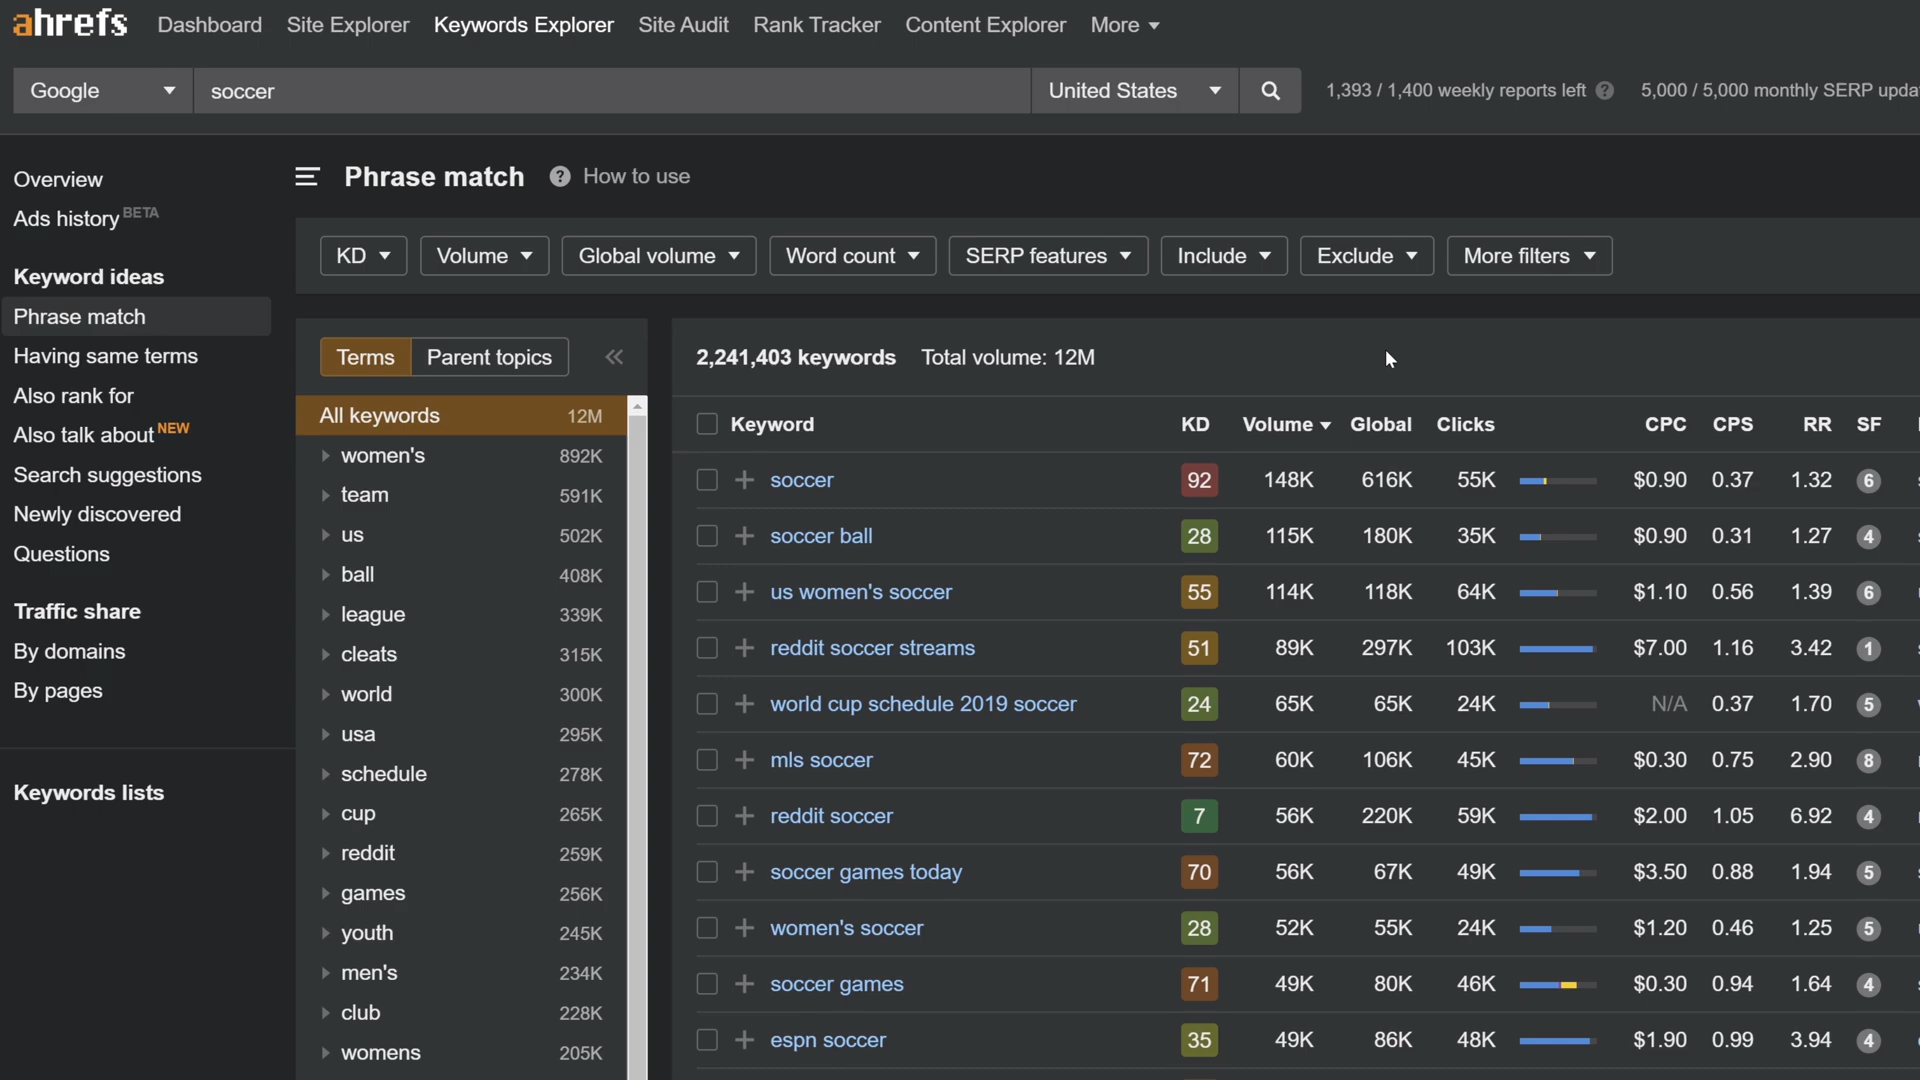 ahrefs Dashboard Site Explorer Keywords Explorer Site Audit Rank Tracker Content Explorer More
Google soccer United States 1,393 / 1,400 weekly reports left ? 5,000 / 5,000 monthly SERP upda
Overview
Ads history BETA
Keyword ideas
Phrase match
Having same terms
Also rank for
Also talk about NEW
Search suggestions
Newly discovered
Questions
Traffic share
By domains
By pages
Keywords lists
Phrase match ? How to use
KD Volume Global volume Word count SERP features Include Exclude More filters
Terms Parent topics
All keywords 12M
women's 892K
team 591K
us 502K
ball 408K
league 339K
cleats 315K
world 300K
usa 295K
schedule 278K
cup 265K
reddit 259K
games 256K
youth 245K
men's 234K
club 228K
womens 205K
2,241,403 keywords Total volume: 12M
Keyword KD Volume Global Clicks CPC CPS RR SF
soccer 92 148K 616K 55K $0.90 0.37 1.32 6
soccer ball 28 115K 180K 35K $0.90 0.31 1.27 4
us women's soccer 55 114K 118K 64K $1.10 0.56 1.39 6
reddit soccer streams 51 89K 297K 103K $7.00 1.16 3.42 1
world cup schedule 2019 soccer 24 65K 65K 24K N/A 0.37 1.70 5
mls soccer 72 60K 106K 45K $0.30 0.75 2.90 8
reddit soccer 7 56K 220K 59K $2.00 1.05 6.92 4
soccer games today 70 56K 67K 49K $3.50 0.88 1.94 5
women's soccer 28 52K 55K 24K $1.20 0.46 1.25 5
soccer games 71 49K 80K 46K $0.30 0.94 1.64 4
espn soccer 35 49K 86K 48K $1.90 0.99 3.94 4